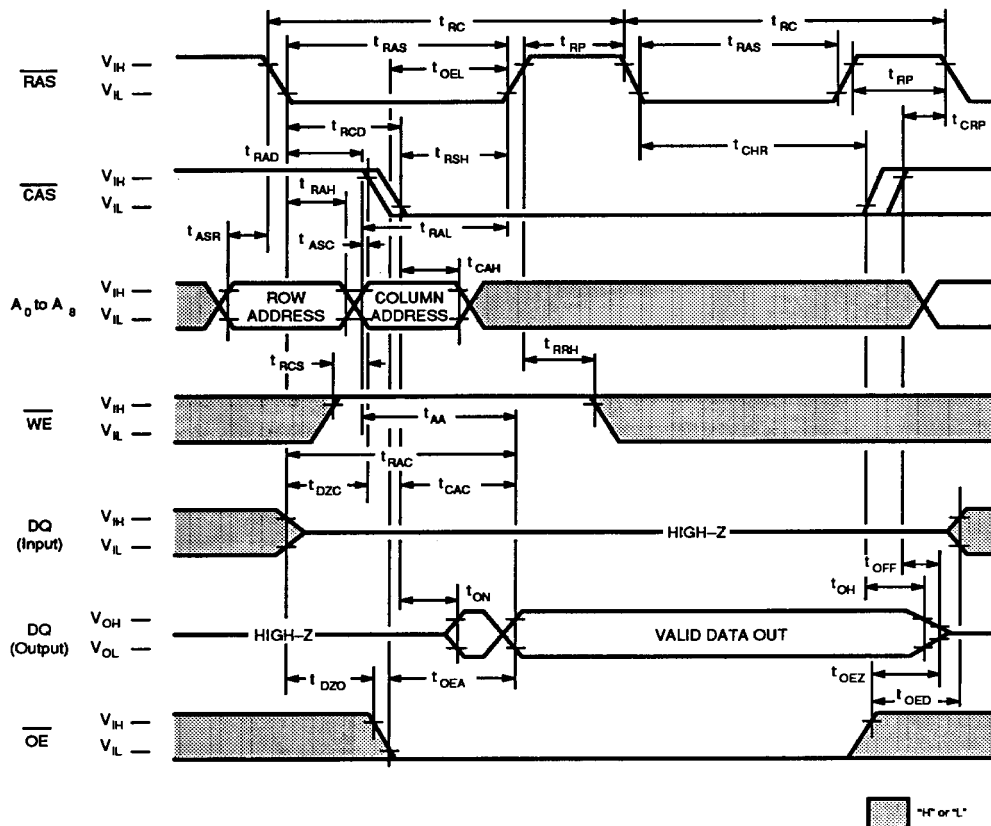 tRC tRC
tRAS tRP tRAS
RAS VIH VIL
tOEL tRP
tRCD tCRP
tRAD tRSH tCHR
CAS VIH VIL
tRAH
tASR tASC tRAL
tCAH
A0 to A8 VIH VIL ROW ADDRESS COLUMN ADDRESS
tRCS tRRH
WE VIH VIL
tAA
tRAC
tDZC tCAC
DQ (Input) VIH VIL HIGH–Z
tOFF
tON tOH
DQ (Output) VOH VOL HIGH–Z VALID DATA OUT
tDZO tOEA tOEZ
tOED
OE VIH VIL
"H" or "L"